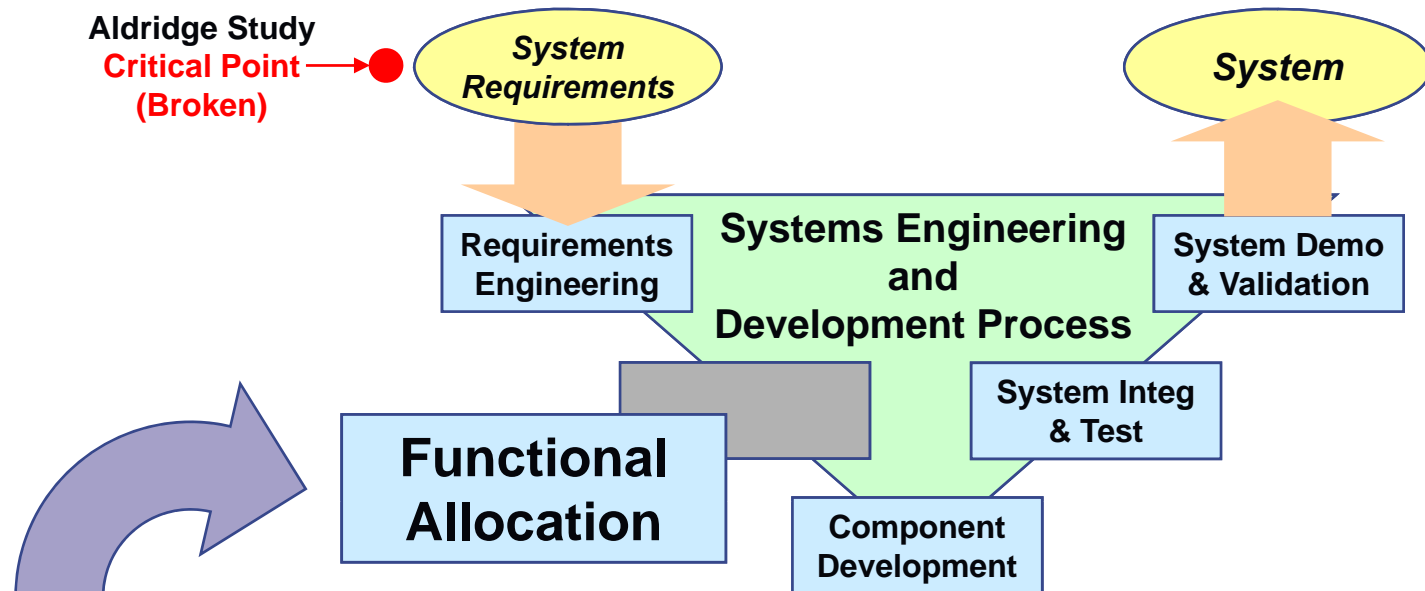 Aldridge Study
Critical Point
(Broken)
System
Requirements
System
Requirements
Engineering
Systems Engineering
and
Development Process
System Demo
& Validation
System Integ
& Test
Functional
Allocation
Component
Development